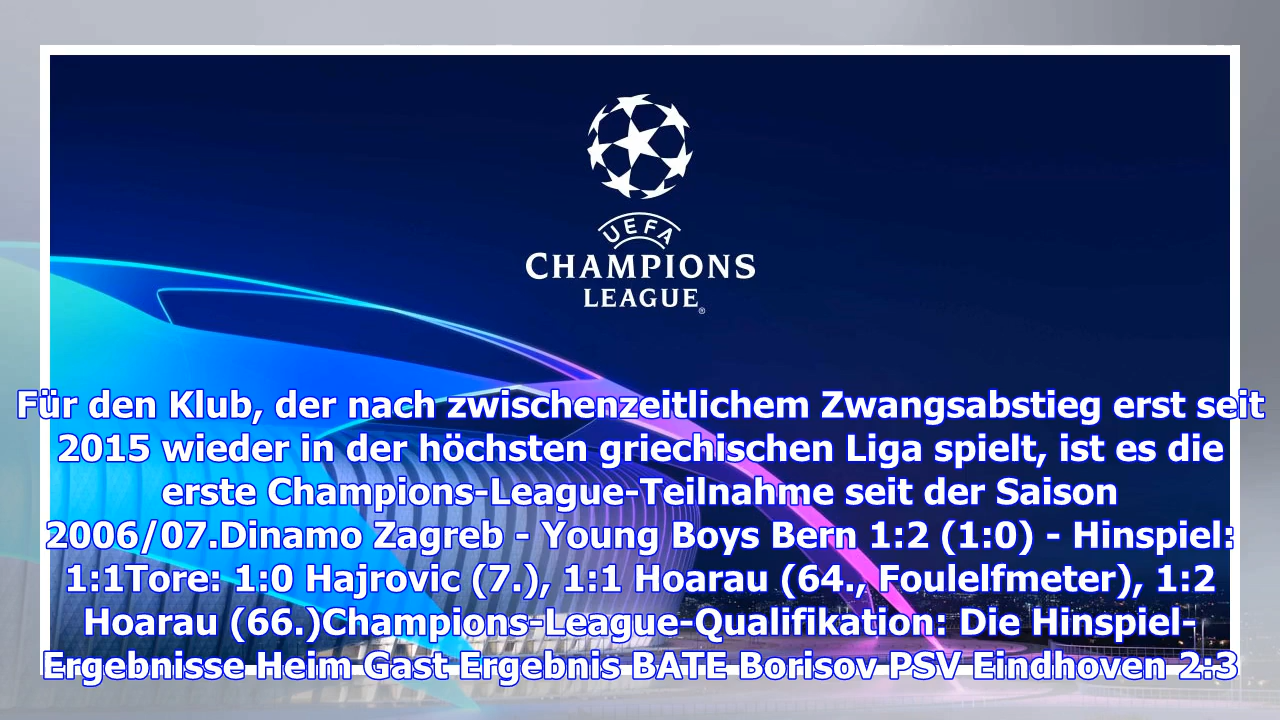 UEFA
CHAMPIONS
LEAGUE®
Für den Klub, der nach zwischenzeitlichem Zwangsabstieg erst seit
2015 wieder in der höchsten griechischen Liga spielt, ist es die
erste Champions-League-Teilnahme seit der Saison
2006/07.Dinamo Zagreb - Young Boys Bern 1:2 (1:0) - Hinspiel:
1:1Tore: 1:0 Hajrovic (7.), 1:1 Hoarau (64., Foulelfmeter), 1:2
Hoarau (66.)Champions-League-Qualifikation: Die Hinspiel-
Ergebnisse Heim Gast Ergebnis BATE Borisov PSV Eindhoven 2:3